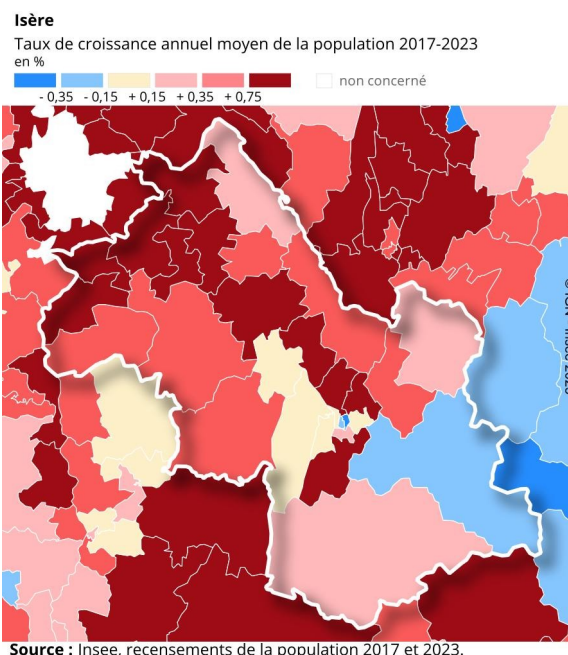 Isère
Taux de croissance annuel moyen de la population 2017-2023
en %
- 0,35 - 0,15 + 0,15 + 0,35 + 0,75
non concerné
Source : Insee, recensements de la population 2017 et 2023.